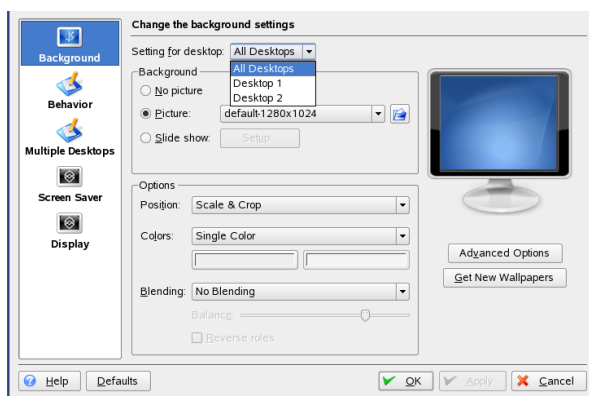 Change the background settings
Background
Behavior
Multiple Desktops
Screen Saver
Display
Setting for desktop: All Desktops
All Desktops
Desktop 1
Desktop 2
Background
No picture
Picture: default-1280x1024
Slide show: Setup...
Options
Position: Scale & Crop
Colors: Single Color
Blending: No Blending
Balance:
Reverse roles
Advanced Options
Get New Wallpapers
Help Defaults OK Apply Cancel